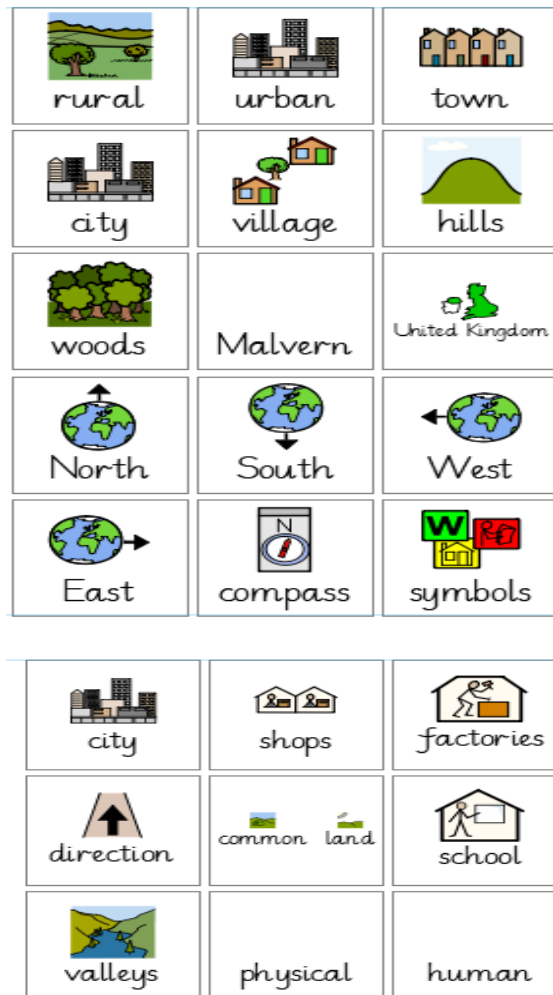 rural urban town
city village hills
woods Malvern United Kingdom
North South West
N
East compass symbols
W
city shops factories
direction common land school
valleys physical human